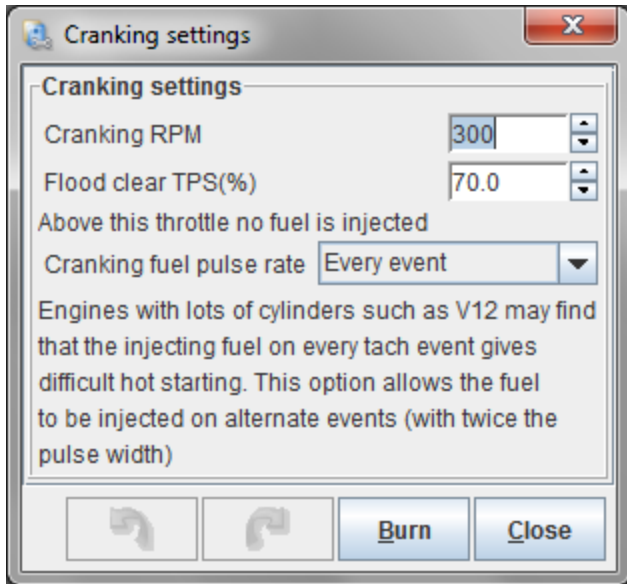 Cranking settings
Cranking settings
Cranking RPM 300
Flood clear TPS(%) 70.0
Above this throttle no fuel is injected
Cranking fuel pulse rate Every event
Engines with lots of cylinders such as V12 may find
that the injecting fuel on every tach event gives
difficult hot starting. This option allows the fuel
to be injected on alternate events (with twice the
pulse width)
Burn Close